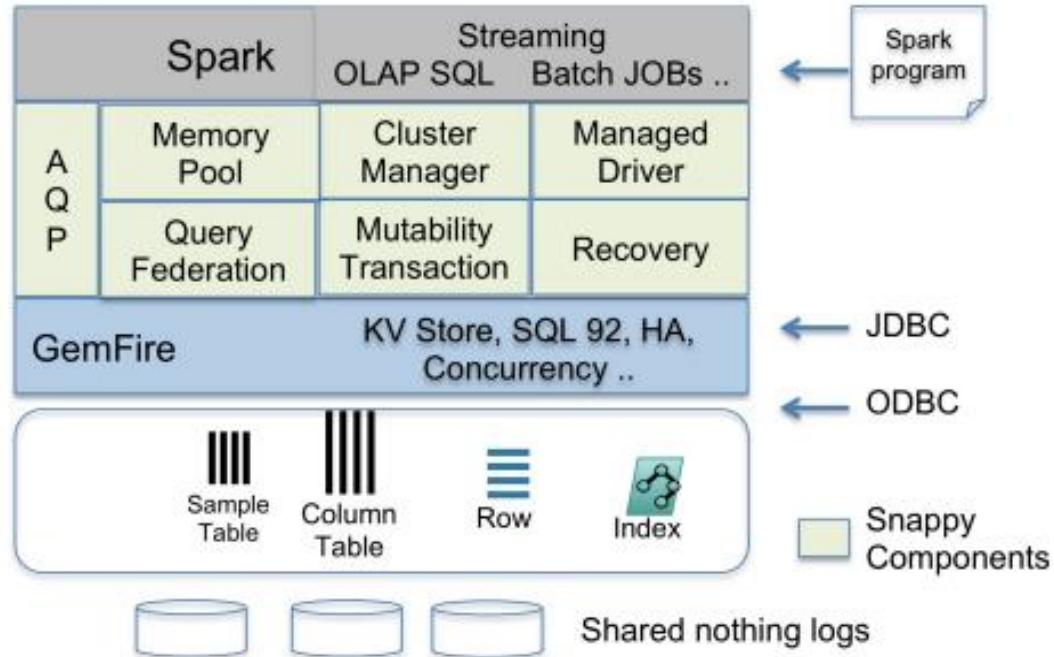 Spark
Streaming
OLAP SQL Batch JOBs ..
Spark
program
A
Q
P
Memory
Pool
Cluster
Manager
Managed
Driver
Query
Federation
Mutability
Transaction
Recovery
GemFire
KV Store, SQL 92, HA,
Concurrency ..
JDBC
ODBC
Sample
Table
Column
Table
Row
Index
Snappy
Components
Shared nothing logs